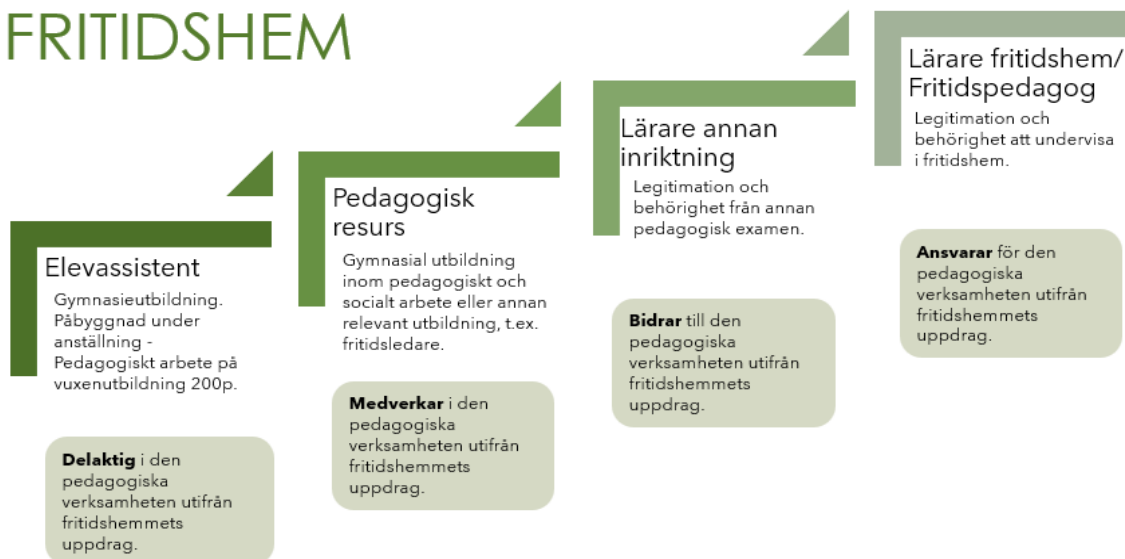 FRITIDSHEM
Elevassistent
Gymnasieutbildning.
Påbyggnad under
anställning -
Pedagogiskt arbete på
vuxenutbildning 200p.
Delaktig i den
pedagogiska
verksamheten utifrån
fritidshemmets
uppdrag.
Pedagogisk
resurs
Gymnasial utbildning
inom pedagogiskt och
socialt arbete eller annan
relevant utbildning, t.ex.
fritidsledare.
Medverkar i den
pedagogiska
verksamheten utifrån
fritidshemmets
uppdrag.
Lärare annan
inriktning
Legitimation och
behörighet från annan
pedagogisk examen.
Bidrar till den
pedagogiska
verksamheten utifrån
fritidshemmets
uppdrag.
Lärare fritidshem/
Fritidspedagog
Legitimation och
behörighet att undervisa
i fritidshem.
Ansvarar för den
pedagogiska
verksamheten utifrån
fritidshemmets
uppdrag.